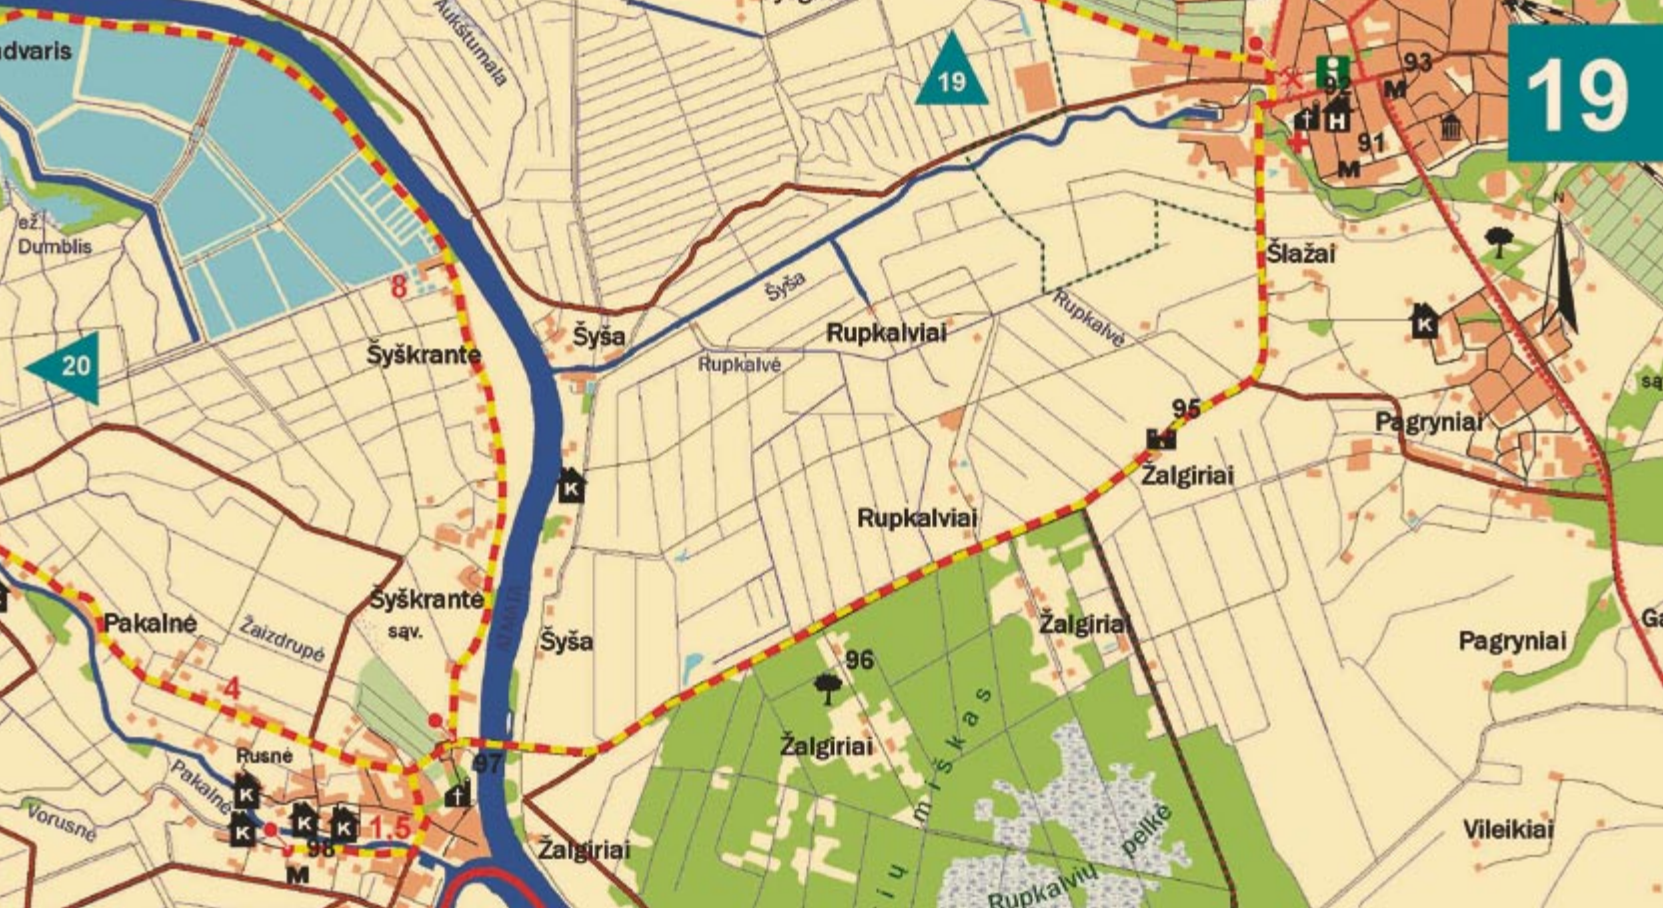 Aukštumala
19
92
93
M
H
91
M
19
N
advaris
ež.
Dumblis
8
20
Šyškrantė
Šyša
Šyša
Rupkalvė
Rupkalviai
Rupkalvė
Šlažai
K
Pagryniai
95
Žalgiriai
K
Rupkalviai
Šyškrantė
sąv.
Šyša
Pakalnė
Žaizdrupė
4
Žalgiriai
Pagryniai
96
Žalgiriai
miškas
Rusnė
97
K
Pakalnė
K
K
K
1.5
98
M
Vorusnė
Žalgiriai
Rupkalvių pelkė
Vileikiai